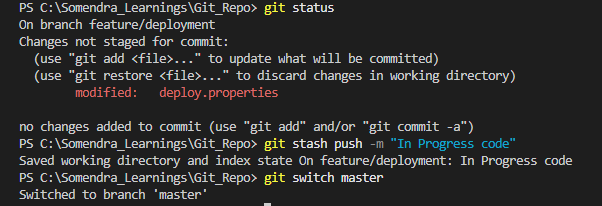 PS C:\Somendra_Learnings\Git_Repo> git status
On branch feature/deployment
Changes not staged for commit:
  (use "git add <file>..." to update what will be committed)
  (use "git restore <file>..." to discard changes in working directory)
        modified:   deploy.properties

no changes added to commit (use "git add" and/or "git commit -a")
PS C:\Somendra_Learnings\Git_Repo> git stash push -m "In Progress code"
Saved working directory and index state On feature/deployment: In Progress code
PS C:\Somendra_Learnings\Git_Repo> git switch master
Switched to branch 'master'